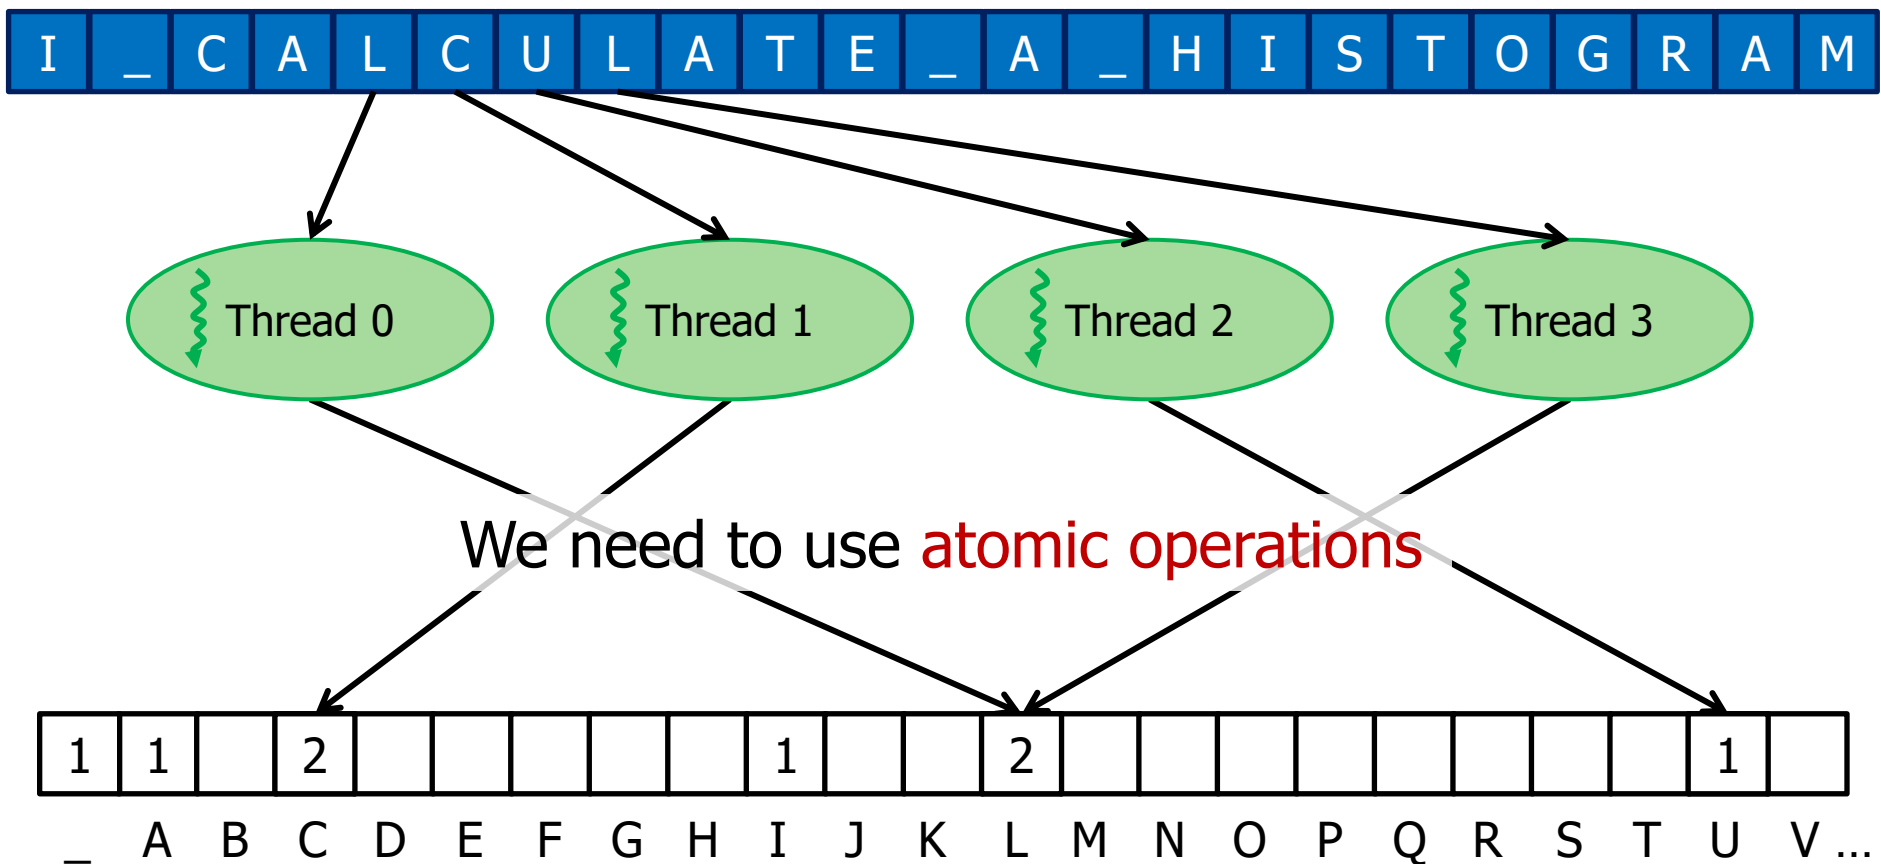 I _ C A L C U L A T E _ A _ H I S T O G R A M
Thread 0 Thread 1 Thread 2 Thread 3
We need to use atomic operations
1 1 2 1 2 1
_ A B C D E F G H I J K L M N O P Q R S T U V ...